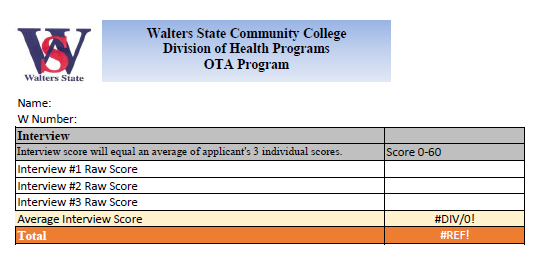 WS
Walters State
Walters State Community College
Division of Health Programs
OTA Program
Name:
W Number:
Interview
Interview score will equal an average of applicant's 3 individual scores. Score 0-60
Interview #1 Raw Score
Interview #2 Raw Score
Interview #3 Raw Score
Average Interview Score #DIV/0!
Total #REF!